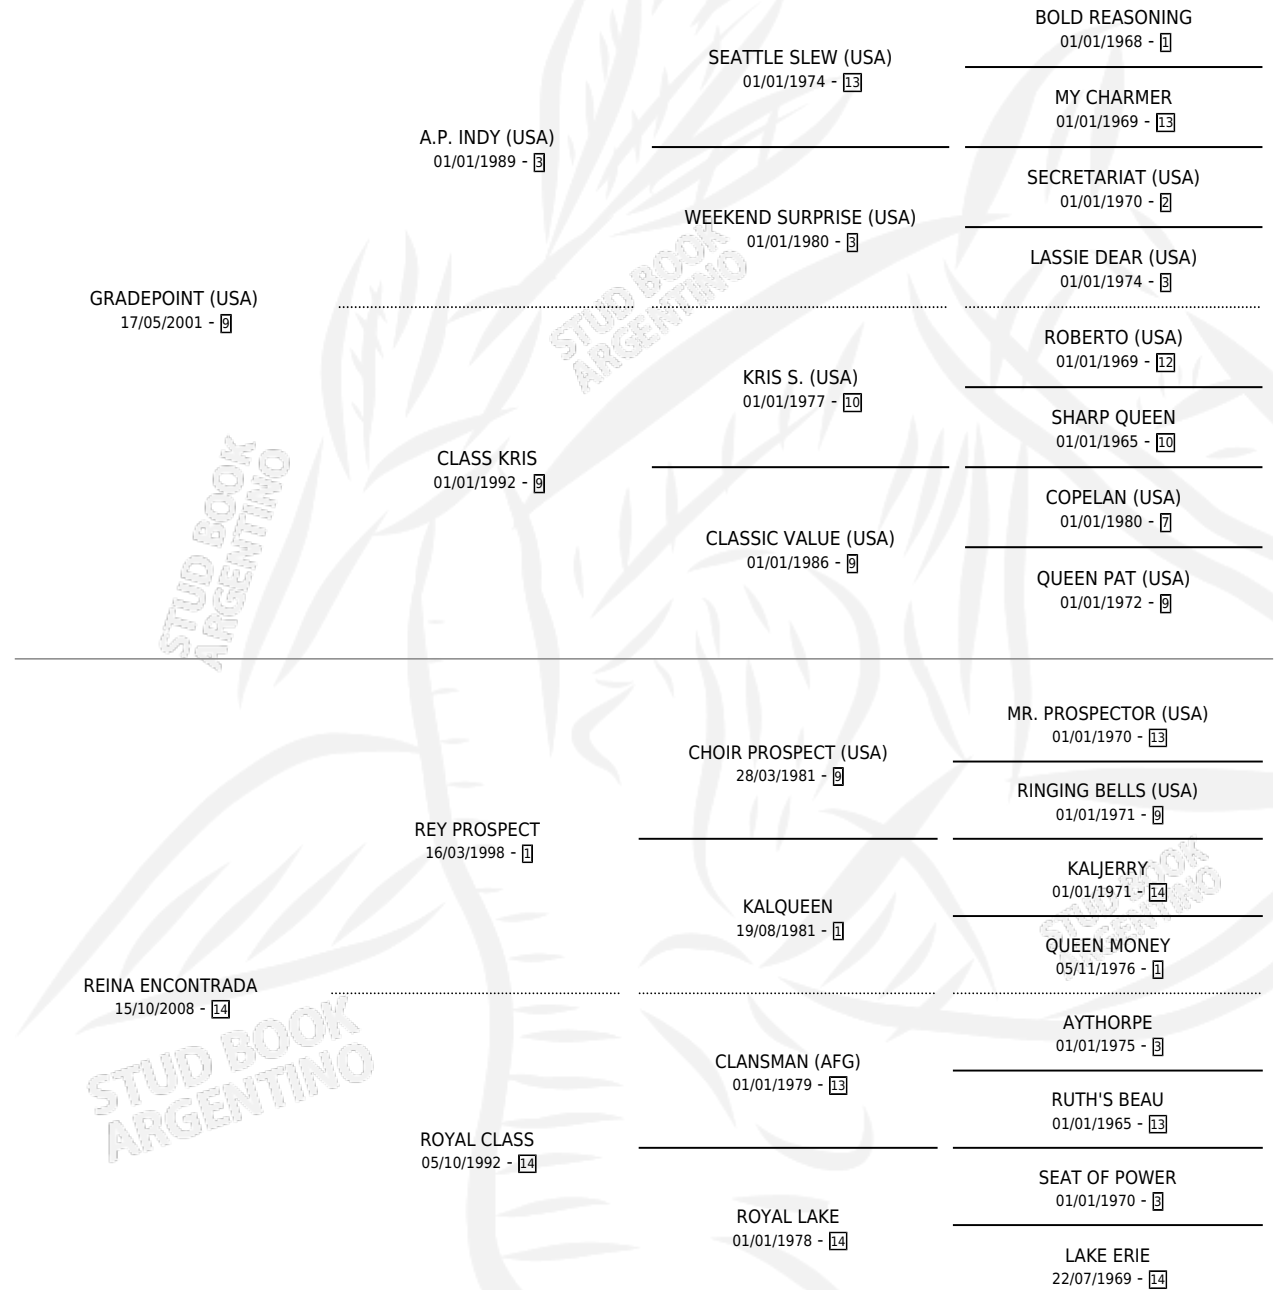 BOLD REASONING
01/01/1968 - 1
SEATTLE SLEW (USA)
01/01/1974 - 13
MY CHARMER
01/01/1969 - 13
A.P. INDY (USA)
01/01/1989 - 3
SECRETARIAT (USA)
01/01/1970 - 2
WEEKEND SURPRISE (USA)
01/01/1980 - 3
LASSIE DEAR (USA)
01/01/1974 - 3
GRADEPOINT (USA)
17/05/2001 - 9
STUD BOOK
ARGENTINO
ROBERTO (USA)
01/01/1969 - 12
KRIS S. (USA)
01/01/1977 - 10
SHARP QUEEN
01/01/1965 - 10
CLASS KRIS
01/01/1992 - 9
COPELAN (USA)
01/01/1980 - 7
CLASSIC VALUE (USA)
01/01/1986 - 9
QUEEN PAT (USA)
01/01/1972 - 9
STUD BOOK
ARGENTINO
MR. PROSPECTOR (USA)
01/01/1970 - 13
CHOIR PROSPECT (USA)
28/03/1981 - 9
RINGING BELLS (USA)
01/01/1971 - 9
REY PROSPECT
16/03/1998 - 1
KALJERRY
01/01/1971 - 14
KALQUEEN
19/08/1981 - 1
STUD BOOK
ARGENTINO
QUEEN MONEY
05/11/1976 - 1
REINA ENCONTRADA
15/10/2008 - 14
STUD BOOK
ARGENTINO
AYTHORPE
01/01/1975 - 3
CLANSMAN (AFG)
01/01/1979 - 13
RUTH'S BEAU
01/01/1965 - 13
ROYAL CLASS
05/10/1992 - 14
SEAT OF POWER
01/01/1970 - 3
ROYAL LAKE
01/01/1978 - 14
LAKE ERIE
22/07/1969 - 14